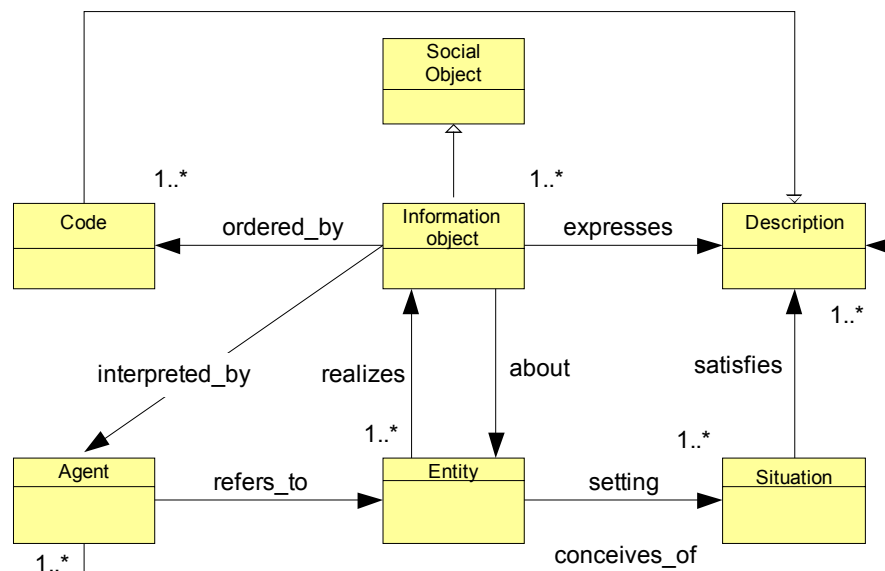 Social
Object
1..*
1..*
Code
ordered_by
Information
object
expresses
Description
1..*
interpreted_by
realizes
about
satisfies
1..*
1..*
Agent
refers_to
Entity
setting
Situation
1..*
conceives_of